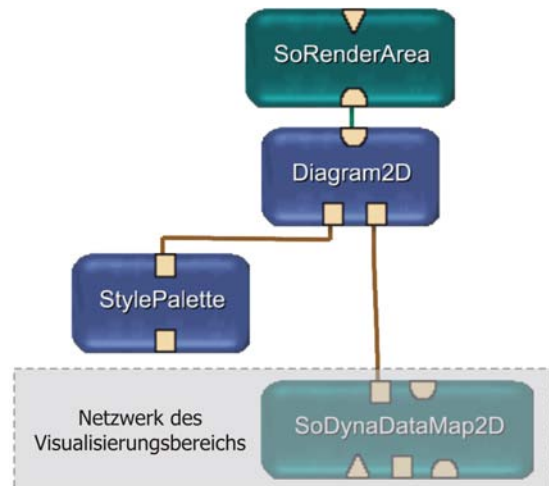 SoRenderArea
Diagram2D
StylePalette
Netzwerk des
Visualisierungsbereichs
SoDynaDataMap2D